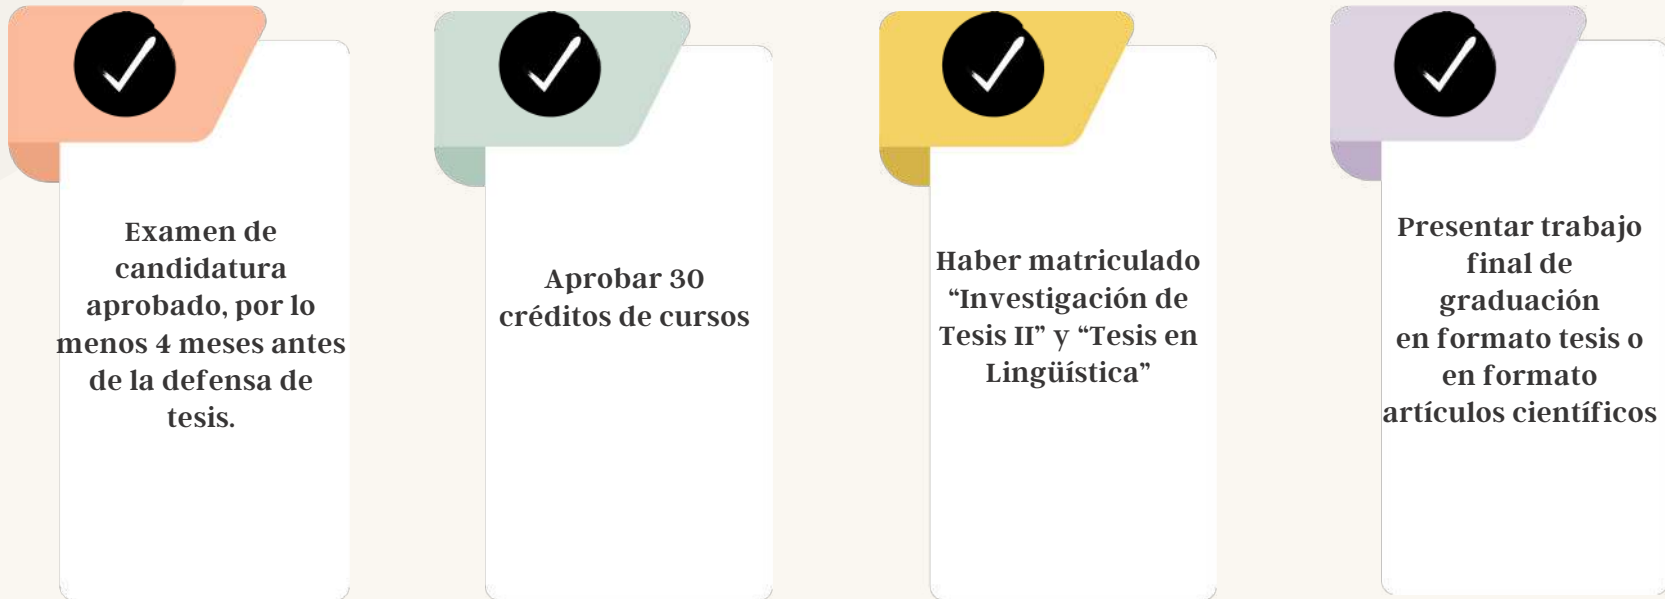 Examen de
candidatura
aprobado, por lo
menos 4 meses antes
de la defensa de
tesis.
Aprobar 30
créditos de cursos
Haber matriculado
“Investigación de
Tesis II” y “Tesis en
Lingüística”
Presentar trabajo
final de
graduación
en formato tesis o
en formato
artículos científicos